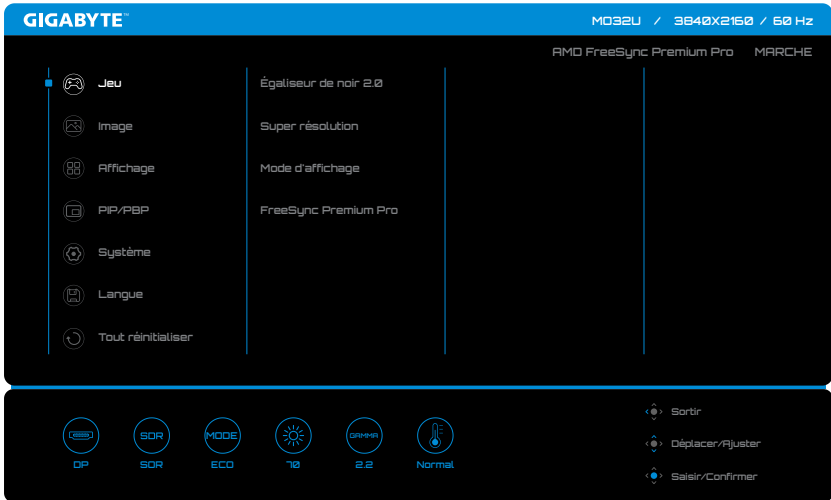 GIGABYTE™
MO32U / 3840X2160 / 60 Hz
AMD FreeSync Premium Pro MARCHE
Jeu
Image
Affichage
PIP/PBP
Système
Langue
Tout réinitialiser
Égaliseur de noir 2.0
Super résolution
Mode d'affichage
FreeSync Premium Pro
SDR
MODE
GAMMA
DP
SDR
ECO
70
2.2
Normal
Sortir
Déplacer/Ajuster
Saisir/Confirmer